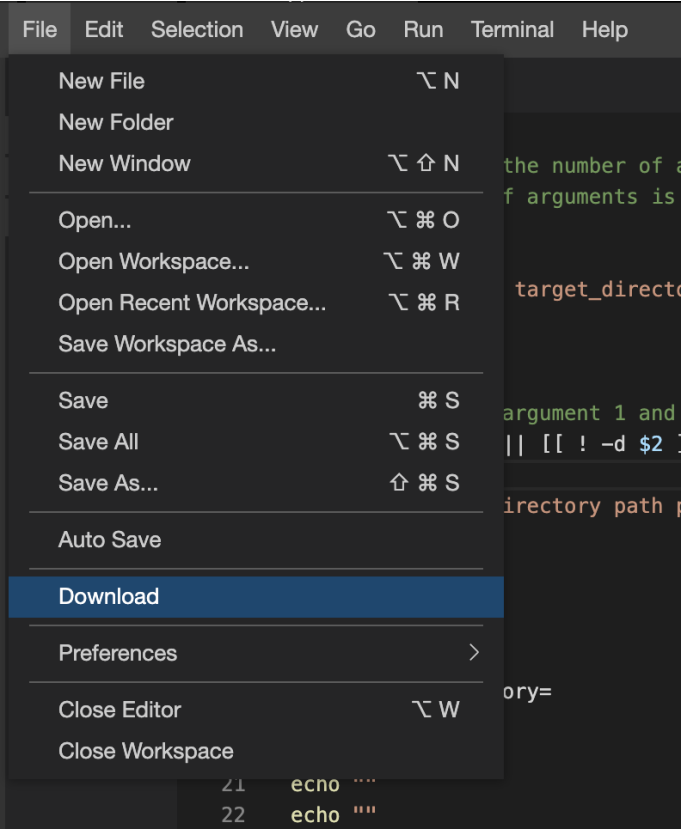 File Edit Selection View Go Run Terminal Help
New File ⌥ N
New Folder
New Window ⌥ ⇧ N
Open... ⌥ ⌘ O
Open Workspace... ⌥ ⌘ W
Open Recent Workspace... ⌥ ⌘ R
Save Workspace As...
Save ⌘ S
Save All ⌥ ⌘ S
Save As... ⇧ ⌘ S
Auto Save
Download
Preferences
Close Editor ⌥ W
Close Workspace
the number of
f arguments is
target_directo
argument 1 and
|| [[ ! -d $2 ]
irectory path
ory=
21 echo ""
22 echo ""